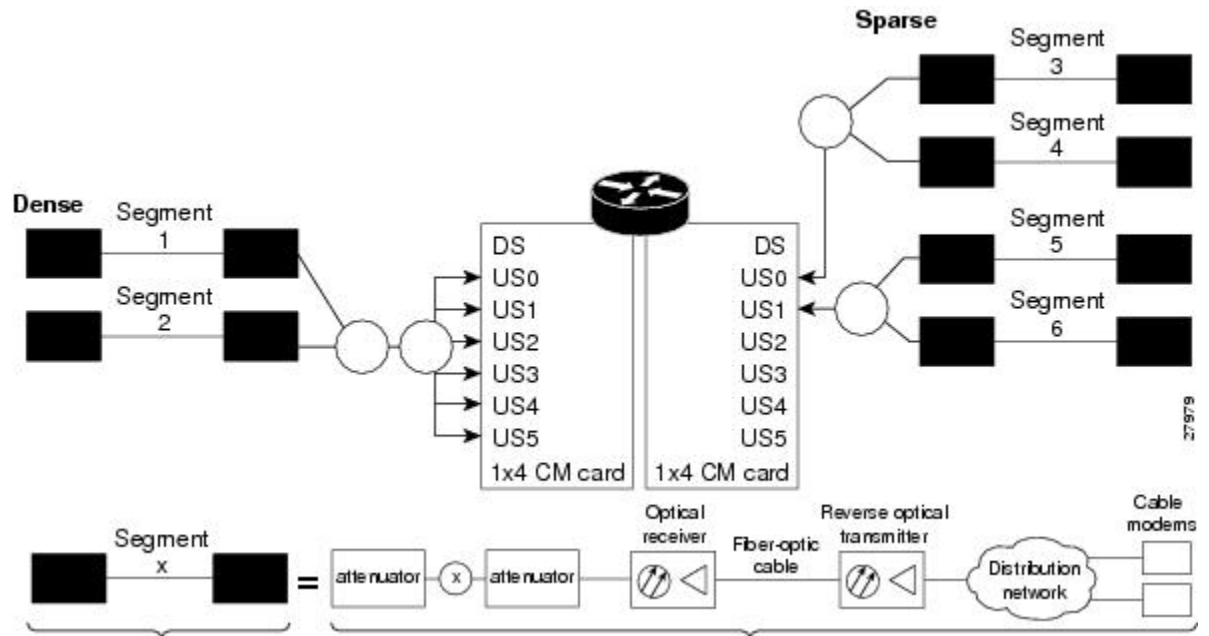 Sparse
Segment
3
Segment
4
Dense
Segment
1
Segment
2
Segment
5
Segment
6
DS
US0
US1
US2
US3
US4
US5
1x4 CM card
DS
US0
US1
US2
US3
US4
US5
1x4 CM card
27979
Segment
x
=
attenuator
x
attenuator
Optical
receiver
Fiber-optic
cable
Reverse optical
transmitter
Distribution
network
Cable
modems